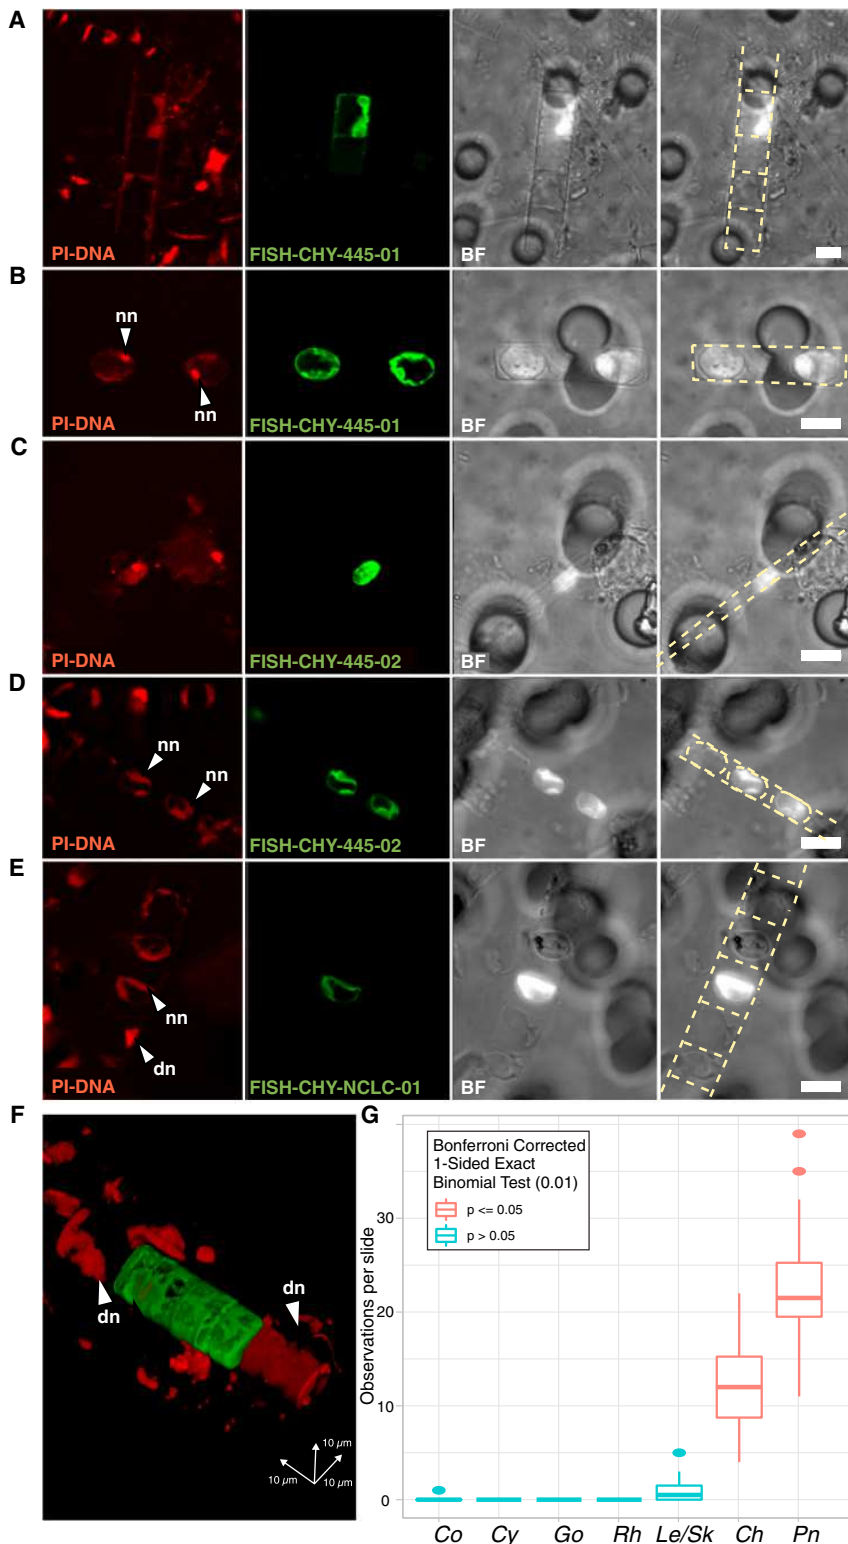 A
PI-DNA
FISH-CHY-445-01
BF
B
nn
nn
PI-DNA
FISH-CHY-445-01
BF
C
PI-DNA
FISH-CHY-445-02
BF
D
nn
nn
PI-DNA
FISH-CHY-445-02
BF
E
nn
dn
PI-DNA
FISH-CHY-NCLC-01
BF
F
dn
dn
10 µm
10 µm
10 µm
G
Bonferroni Corrected
1-Sided Exact
Binomial Test (0.01)
p <= 0.05
p > 0.05
Observations per slide
30
20
10
0
Co Cy Go Rh Le/Sk Ch Pn